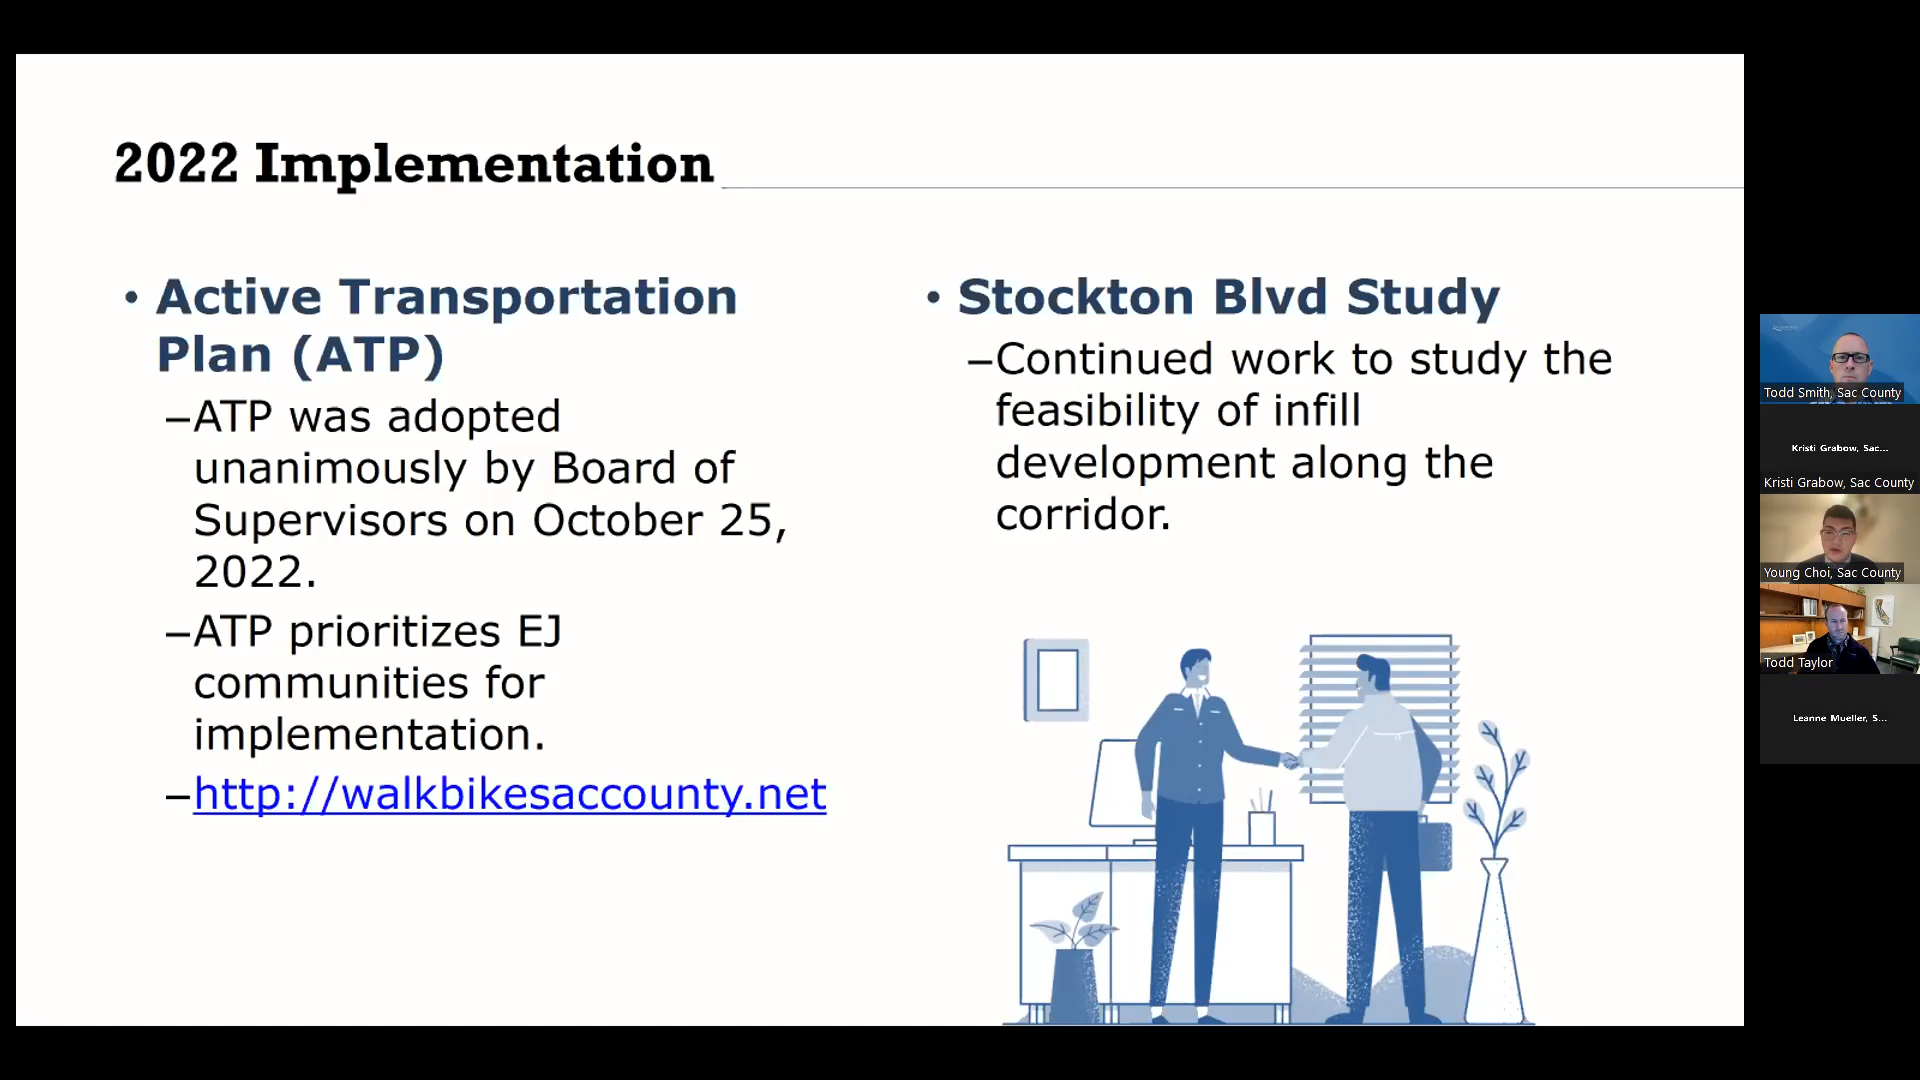 2022 Implementation
• Active Transportation
Plan (ATP)
–ATP was adopted
unanimously by Board of
Supervisors on October 25,
2022.
–ATP prioritizes EJ
communities for
implementation.
–http://walkbikesaccounty.net
• Stockton Blvd Study
–Continued work to study the
feasibility of infill
development along the
corridor.
Todd Smith, Sac County
Kristi Grabow, Sac...
Kristi Grabow, Sac County
Young Choi, Sac County
Todd Taylor
Leanne Mueller, S...